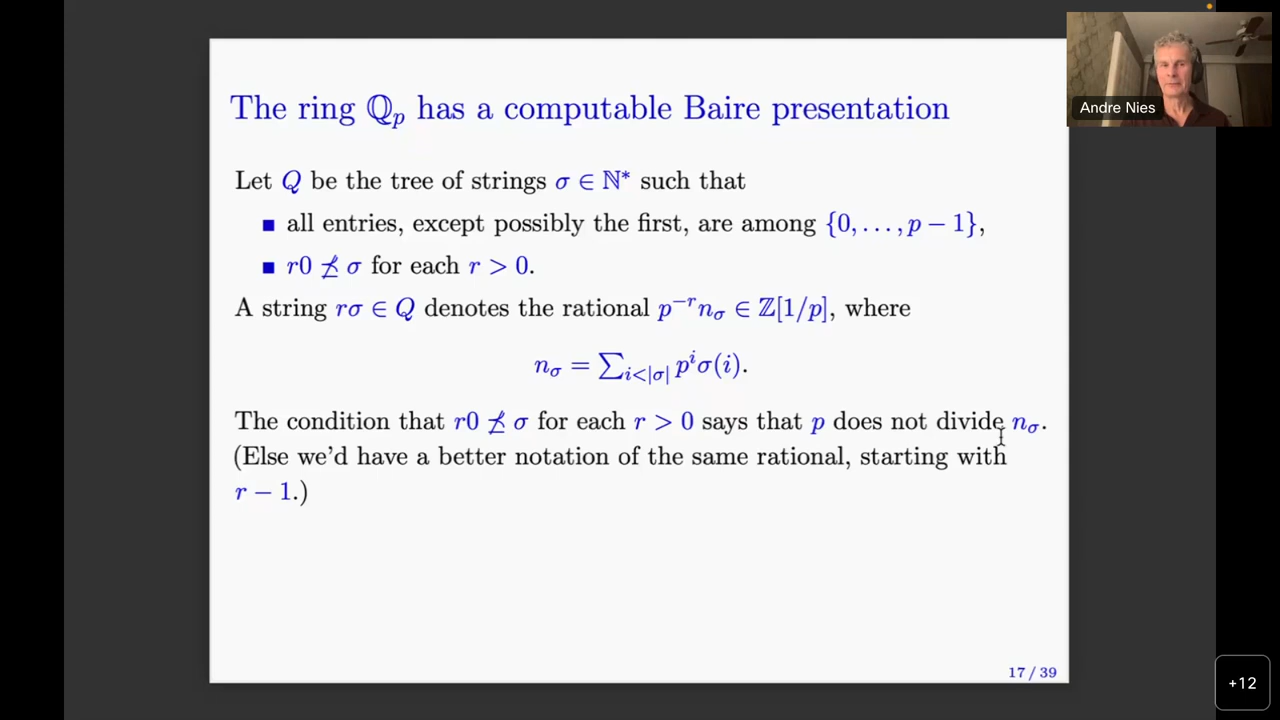 The ring ℚₚ has a computable Baire presentation
Let Q be the tree of strings σ ∈ ℕ* such that
■ all entries, except possibly the first, are among {0, . . . , p − 1},
■ r0 ⋠ σ for each r > 0.
A string rσ ∈ Q denotes the rational p^{−r}n_σ ∈ ℤ[1/p], where
n_σ = ∑_{i<|σ|} p^i σ(i).
The condition that r0 ⋠ σ for each r > 0 says that p does not divide n_σ.
(Else we'd have a better notation of the same rational, starting with
r − 1.)
17 / 39
Andre Nies
+12